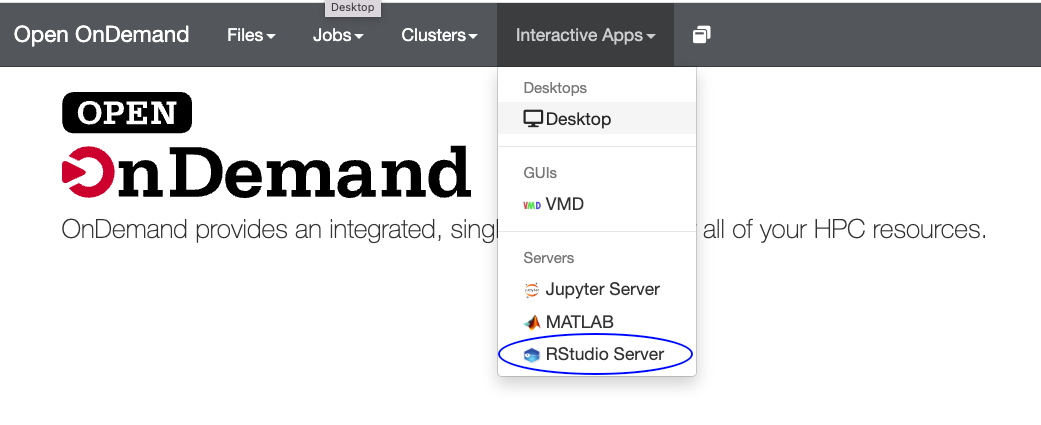 Desktop
Open OnDemand Files Jobs Clusters Interactive Apps
Desktops
Desktop
GUIs
VMD VMD
Servers
Jupyter Server
MATLAB
RStudio Server
OPEN
OnDemand
OnDemand provides an integrated, singl all of your HPC resources.